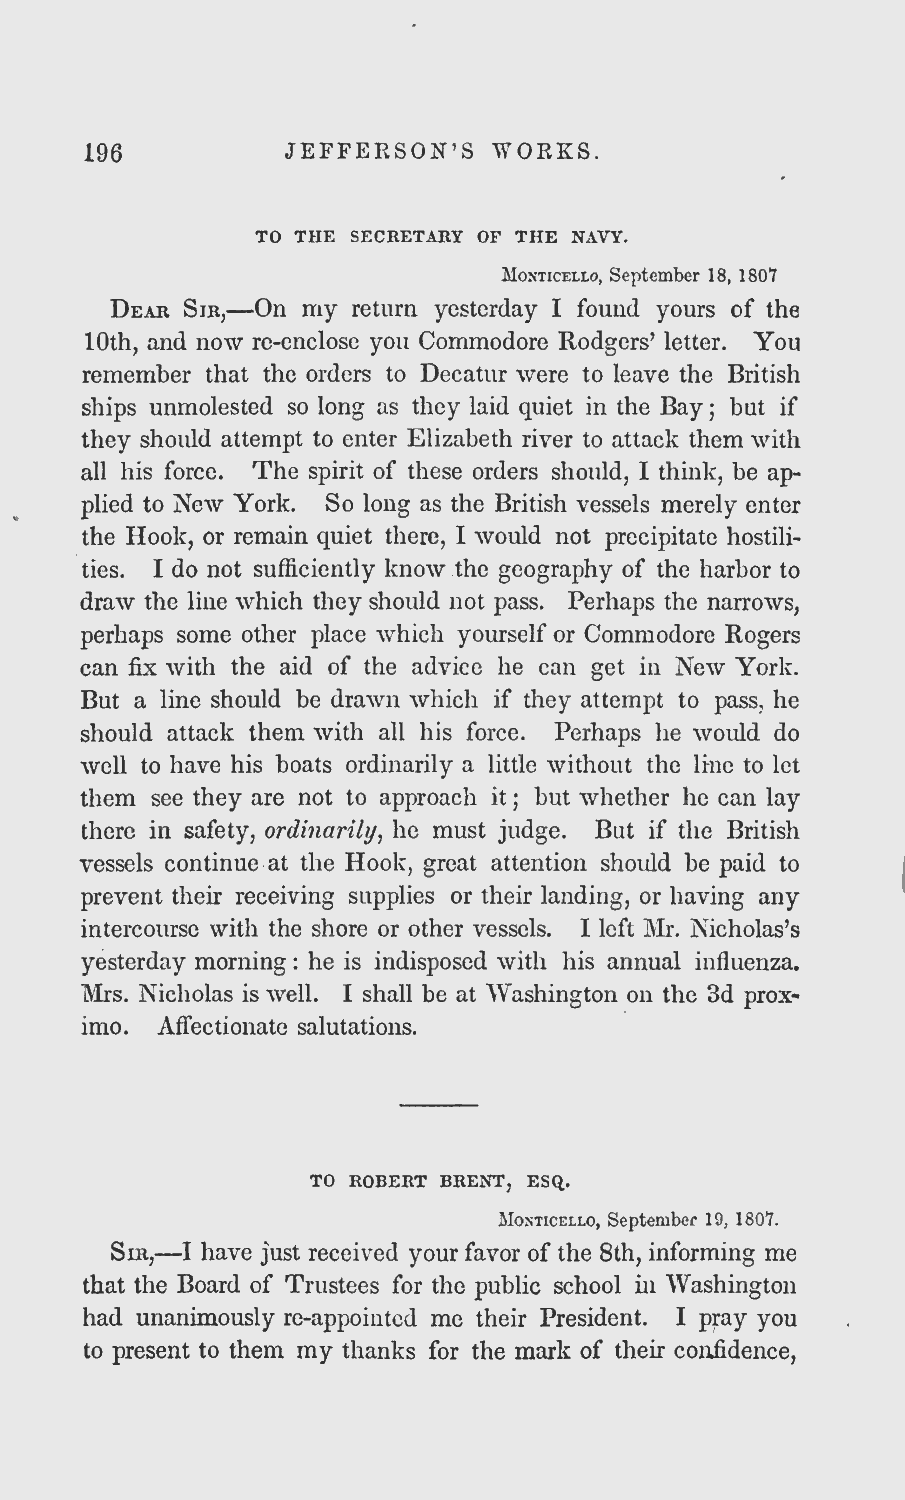 196 JEFFERSON'S WORKS.
TO THE SECRETARY OF THE NAVY.
MONTICELLO, September 18, 1807
DEAR SIR,—On my return yesterday I found yours of the
10th, and now re-enclose you Commodore Rodgers' letter. You
remember that the orders to Decatur were to leave the British
ships unmolested so long as they laid quiet in the Bay; but if
they should attempt to enter Elizabeth river to attack them with
all his force. The spirit of these orders should, I think, be ap-
plied to New York. So long as the British vessels merely enter
the Hook, or remain quiet there, I would not precipitate hostili-
ties. I do not sufficiently know the geography of the harbor to
draw the line which they should not pass. Perhaps the narrows,
perhaps some other place which yourself or Commodore Rogers
can fix with the aid of the advice he can get in New York.
But a line should be drawn which if they attempt to pass, he
should attack them with all his force. Perhaps he would do
well to have his boats ordinarily a little without the line to let
them see they are not to approach it; but whether he can lay
there in safety, ordinarily, he must judge. But if the British
vessels continue at the Hook, great attention should be paid to
prevent their receiving supplies or their landing, or having any
intercourse with the shore or other vessels. I left Mr. Nicholas's
yesterday morning: he is indisposed with his annual influenza.
Mrs. Nicholas is well. I shall be at Washington on the 3d prox-
imo. Affectionate salutations.
TO ROBERT BRENT, ESQ.
MONTICELLO, September 19, 1807.
SIR,—I have just received your favor of the 8th, informing me
that the Board of Trustees for the public school in Washington
had unanimously re-appointed me their President. I pray you
to present to them my thanks for the mark of their confidence,